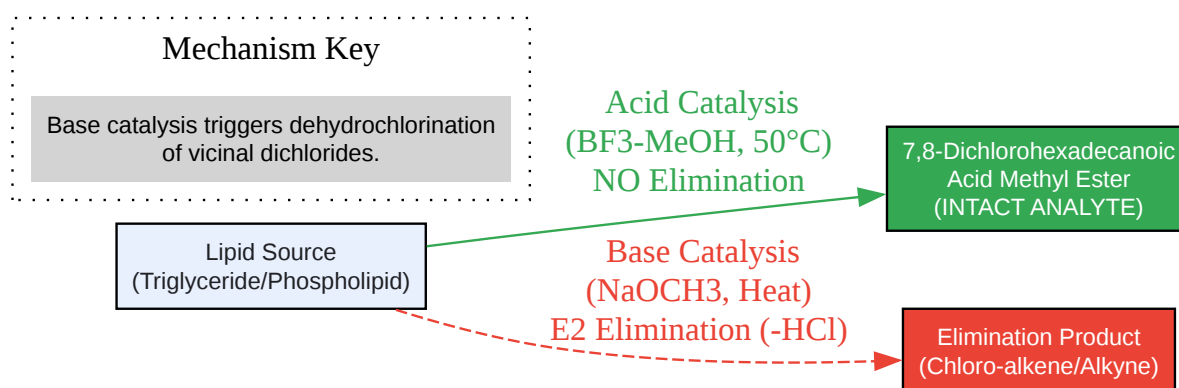 Mechanism Key
Base catalysis triggers dehydrochlorination
of vicinal dichlorides.
Acid Catalysis
(BF3-MeOH, 50°C)
NO Elimination
7,8-Dichlorohexadecanoic
Acid Methyl Ester
(INTACT ANALYTE)
Lipid Source
(Triglyceride/Phospholipid)
Base Catalysis
(NaOCH3, Heat)
E2 Elimination (-HCl)
Elimination Product
(Chloro-alkene/Alkyne)